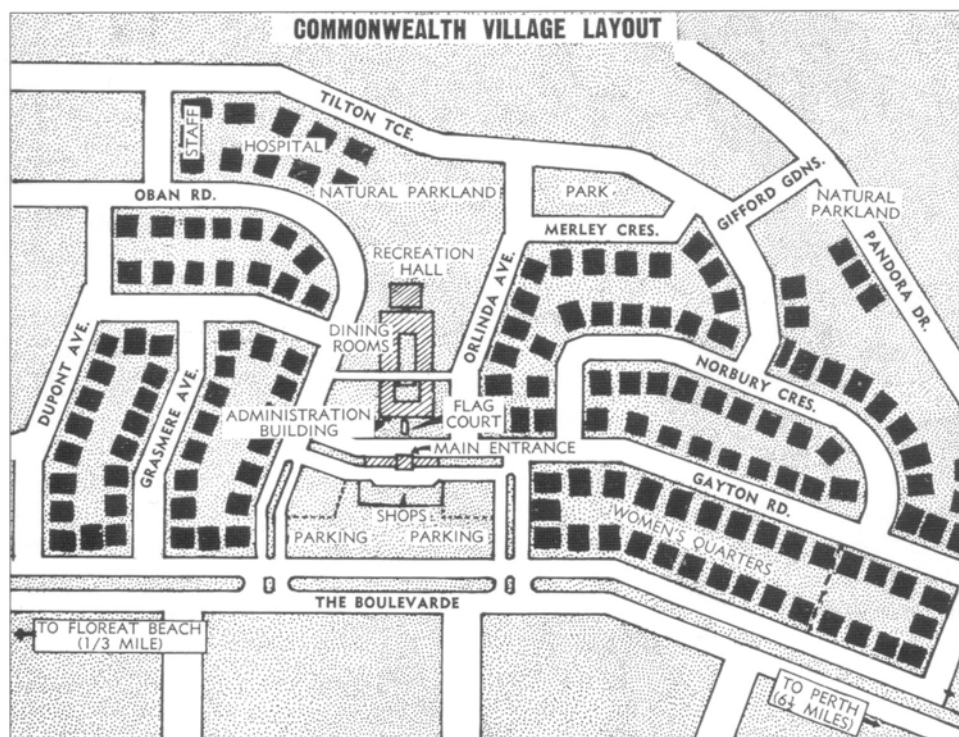 COMMONWEALTH VILLAGE LAYOUT
TILTON TCE.
STAFF
HOSPITAL
OBAN RD.
NATURAL PARKLAND
PARK
GIFFORD GDNS.
NATURAL
PARKLAND
MERLEY CRES.
PANDORA DR.
RECREATION
HALL
ORLINDA AVE.
DINING
ROOMS
DUPONT AVE.
GRASMERE AVE.
NORBURY
CRES.
ADMINISTRATION
BUILDING
FLAG
COURT
MAIN ENTRANCE
GAYTON RD.
SHOPS
WOMEN'S QUARTERS
PARKING
PARKING
THE BOULEVARDE
TO FLOREAT BEACH
(1/3 MILE)
TO PERTH
(6½ MILES)